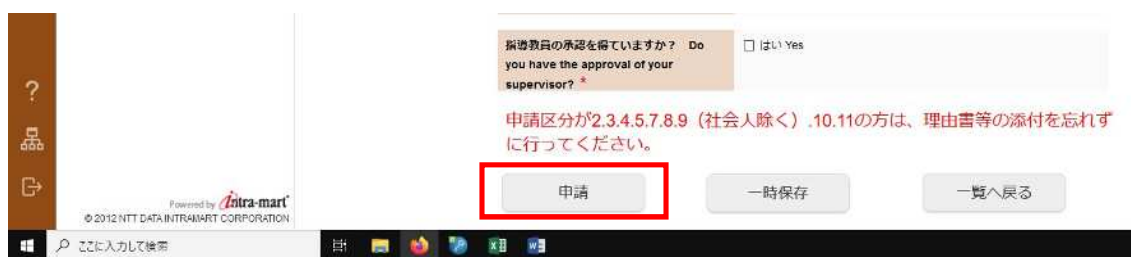 指導教員の承認を得ていますか？ Do
you have the approval of your
supervisor? *
□ はい Yes
申請区分が2.3.4.5.7.8.9（社会人除く）.10.11の方は、理由書等の添付を忘れず
に行ってください。
申請
一時保存
一覧へ戻る
?
Powered by intra-mart
© 2012 NTT DATA INTRAMART CORPORATION
ここに入力して検索